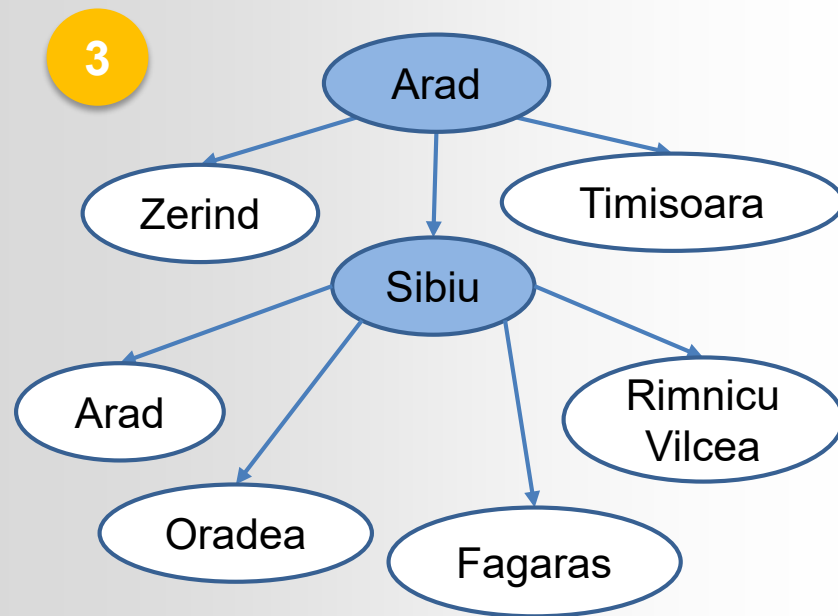 3
Arad
Zerind
Timisoara
Sibiu
Arad
Rimnicu
Vilcea
Oradea
Fagaras